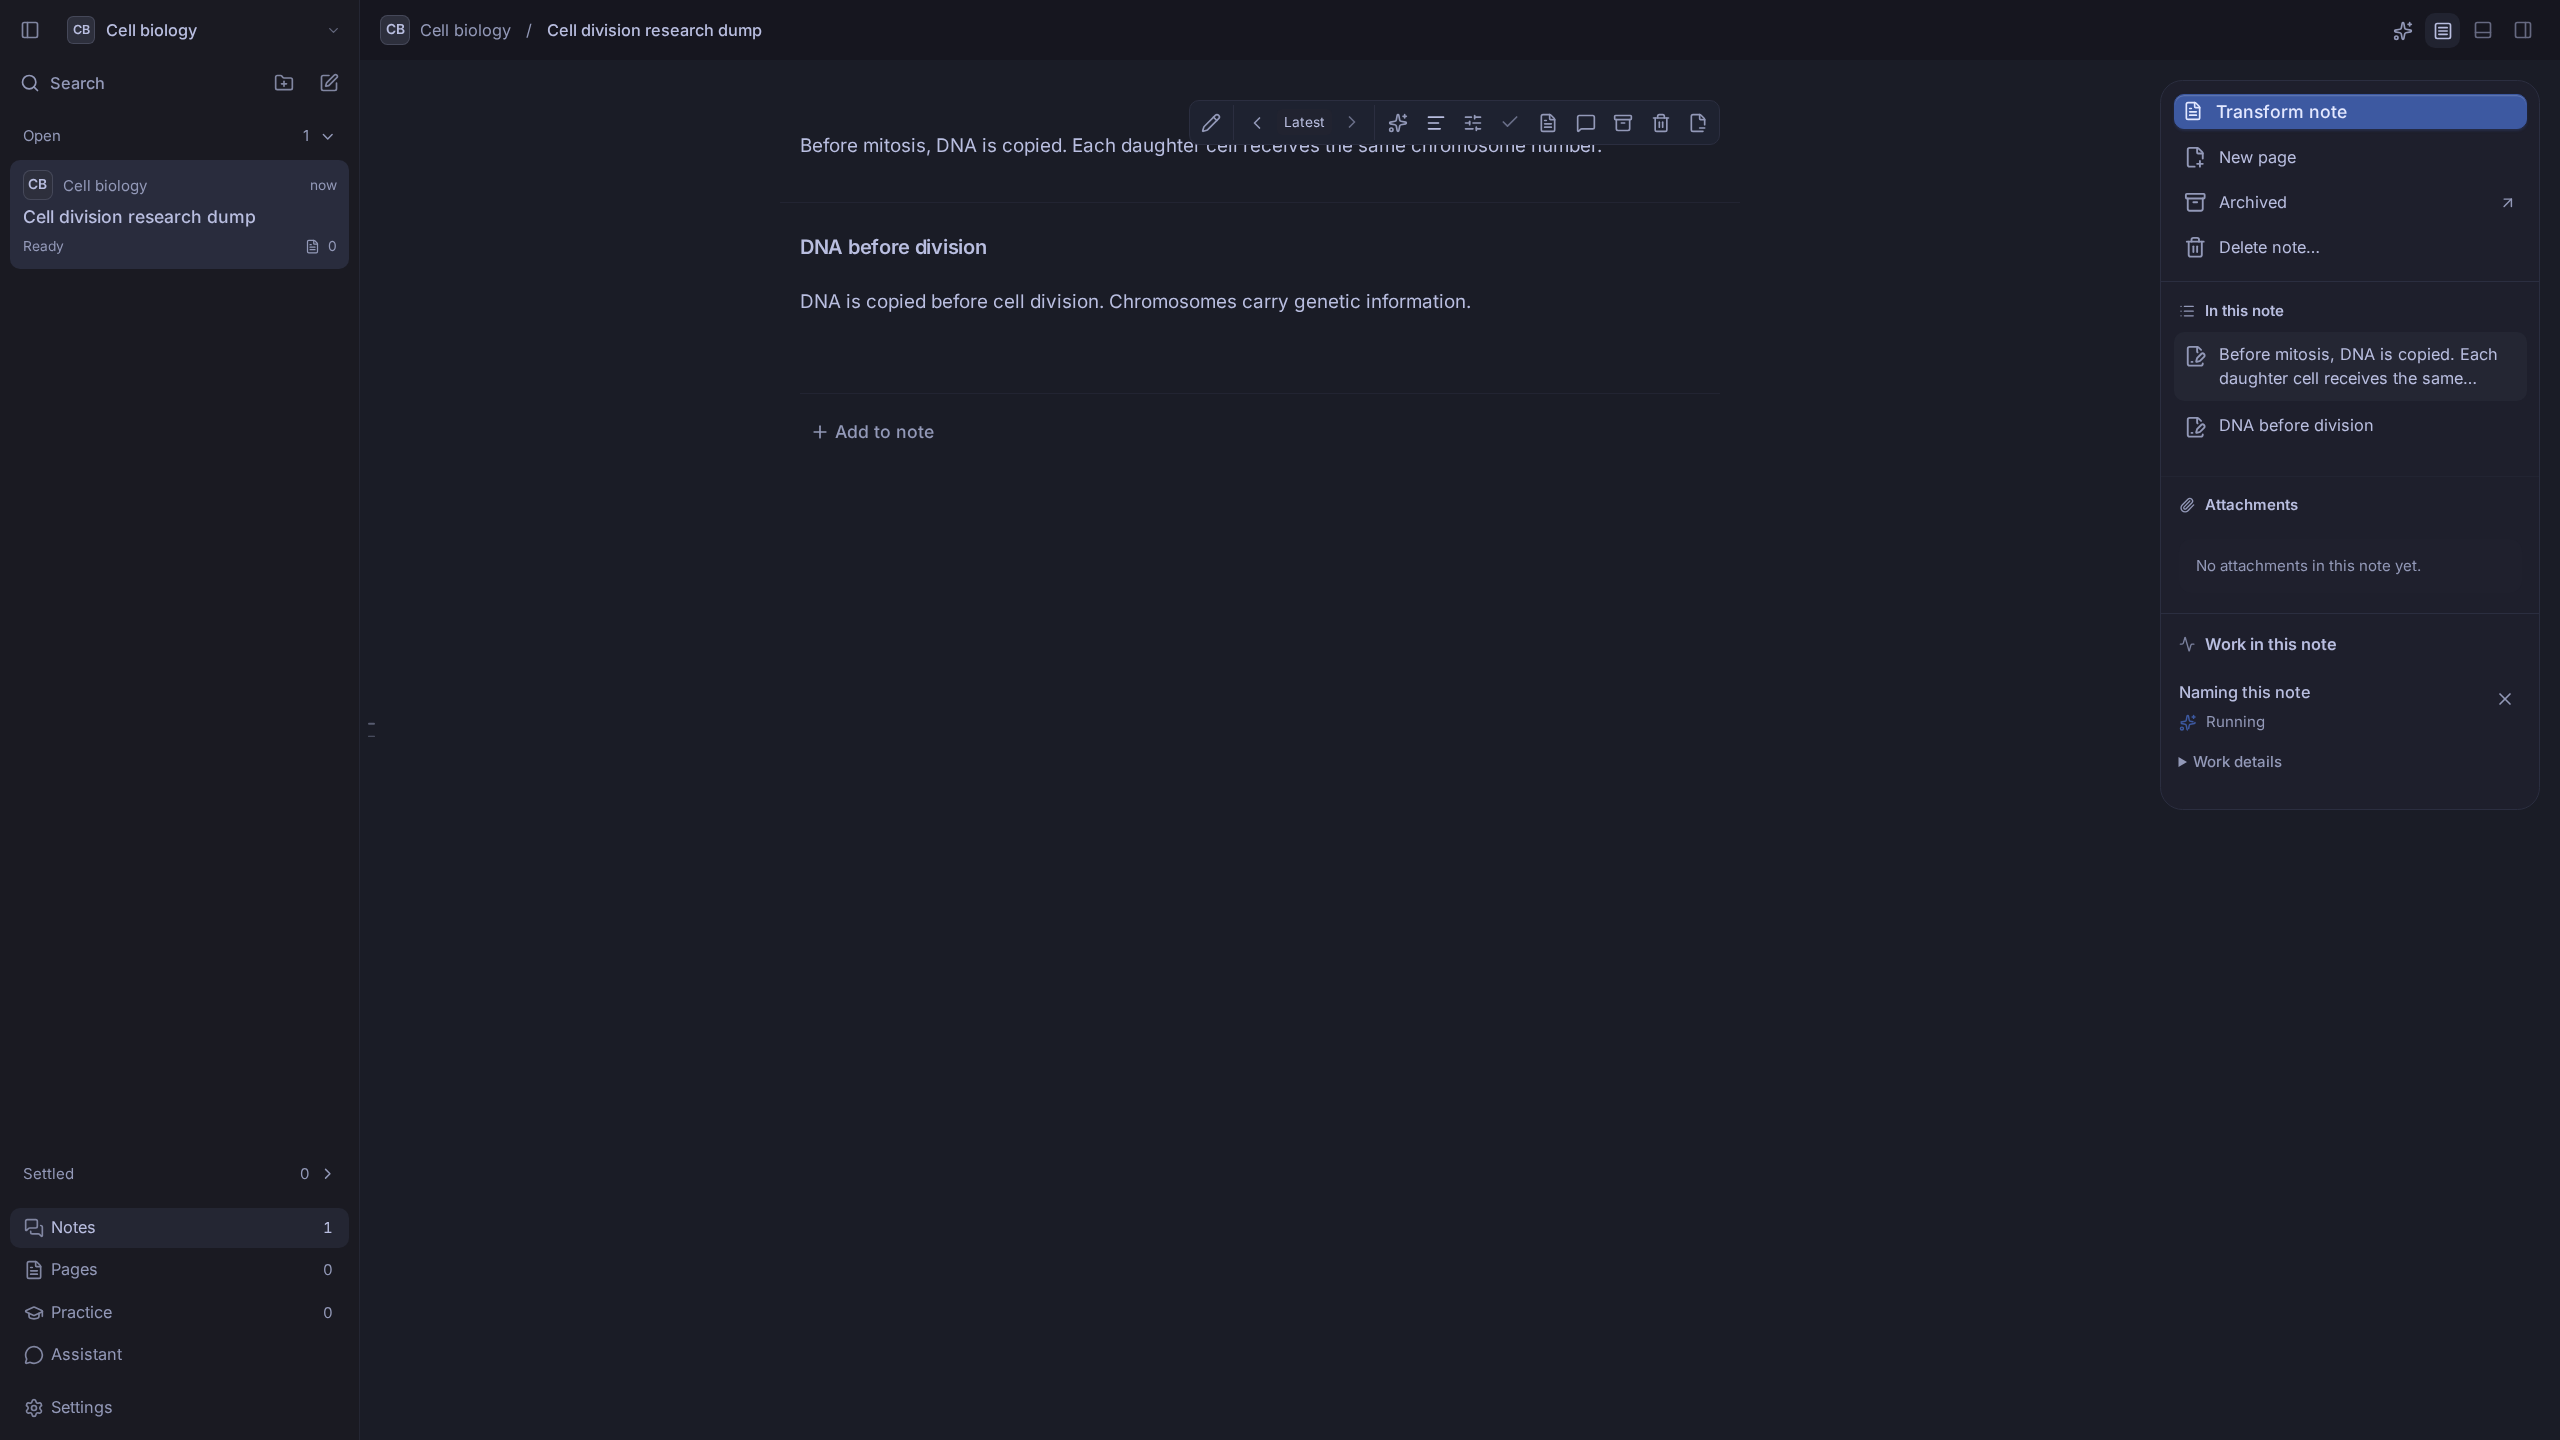 CB Cell biology
Search
Open 1
CB Cell biology now
Cell division research dump
Ready 0
Settled 0
Notes 1
Pages 0
Practice 0
Assistant
Settings
CB Cell biology / Cell division research dump
Latest
Before mitosis, DNA is copied. Each daughter cell receives the same chromosome number.
DNA before division
DNA is copied before cell division. Chromosomes carry genetic information.
Add to note
Transform note
New page
Archived
Delete note...
In this note
Before mitosis, DNA is copied. Each
daughter cell receives the same...
DNA before division
Attachments
No attachments in this note yet.
Work in this note
Naming this note
Running
Work details